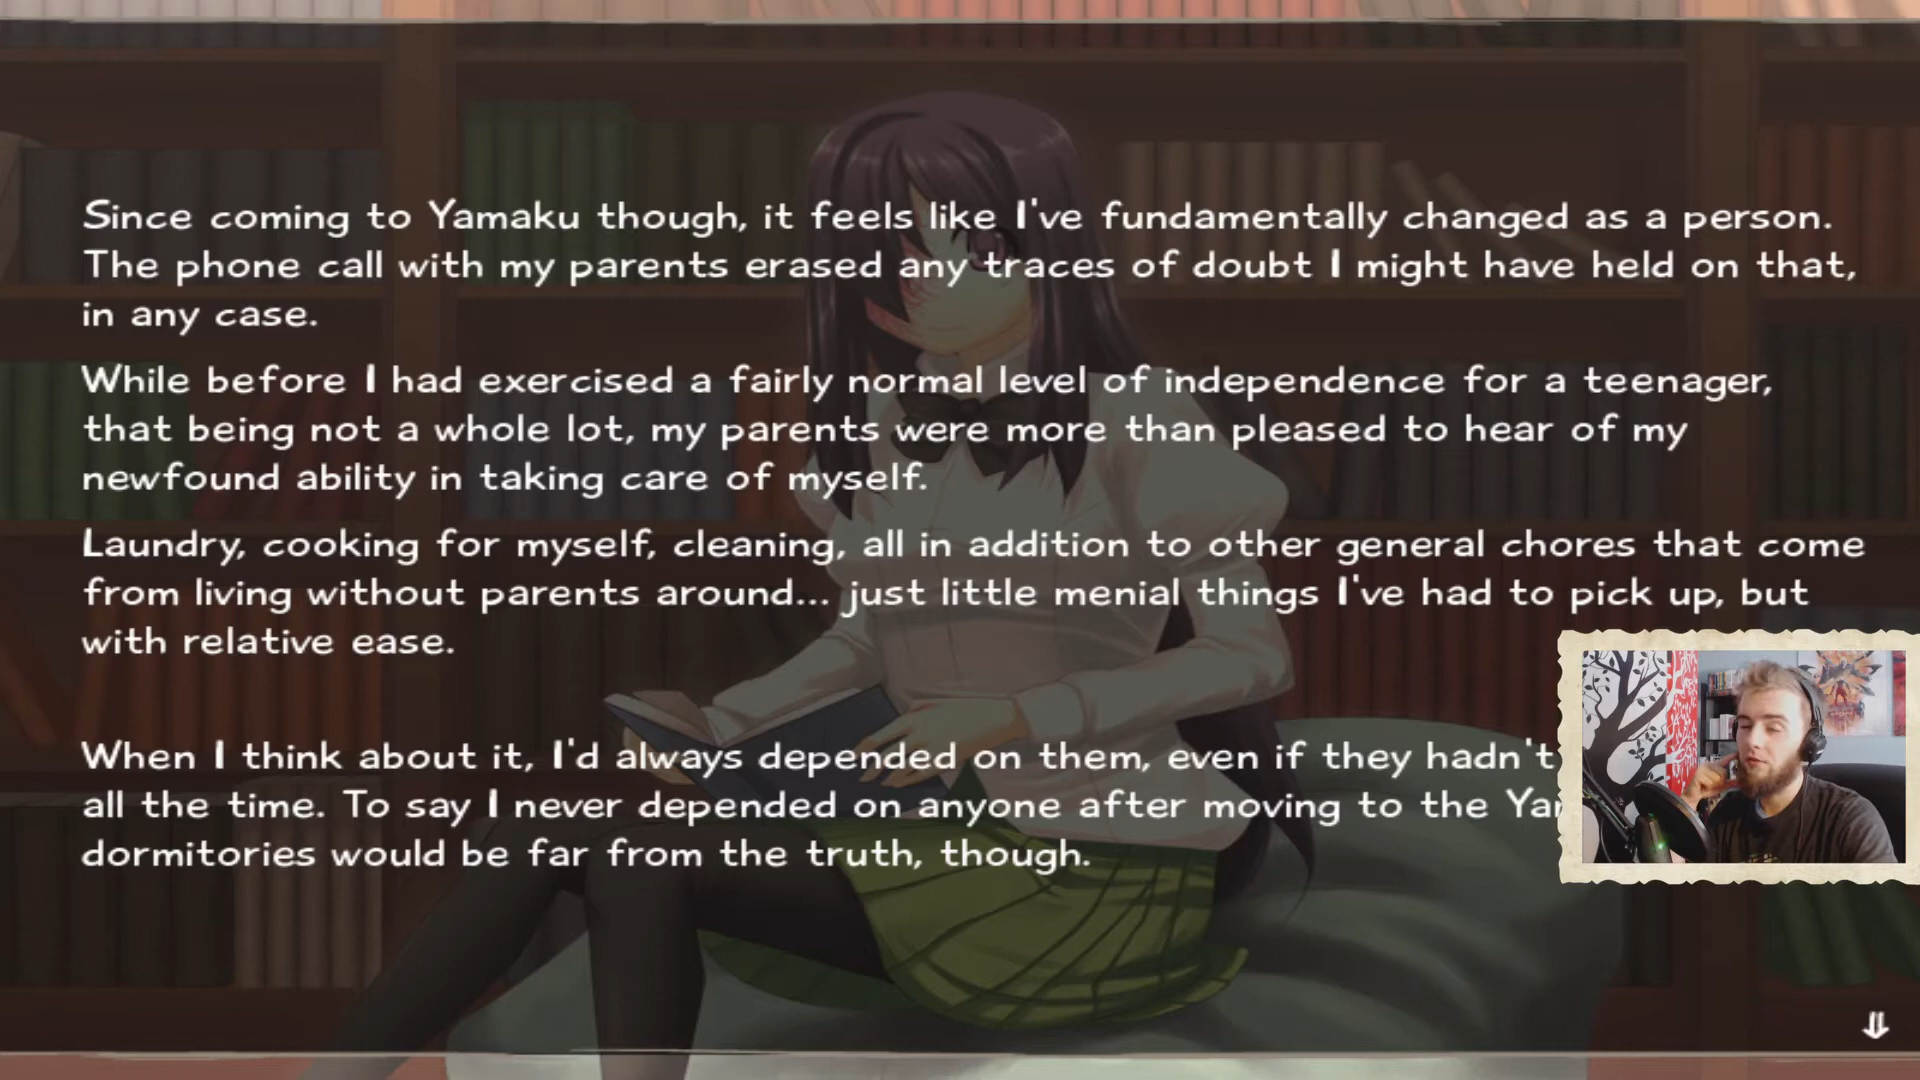 Since coming to Yamaku though, it feels like I've fundamentally changed as a person.
The phone call with my parents erased any traces of doubt I might have held on that,
in any case.
While before I had exercised a fairly normal level of independence for a teenager,
that being not a whole lot, my parents were more than pleased to hear of my
newfound ability in taking care of myself.
Laundry, cooking for myself, cleaning, all in addition to other general chores that come
from living without parents around... just little menial things I've had to pick up, but
with relative ease.
When I think about it, I'd always depended on them, even if they hadn't
all the time. To say I never depended on anyone after moving to the
dormitories would be far from the truth, though.